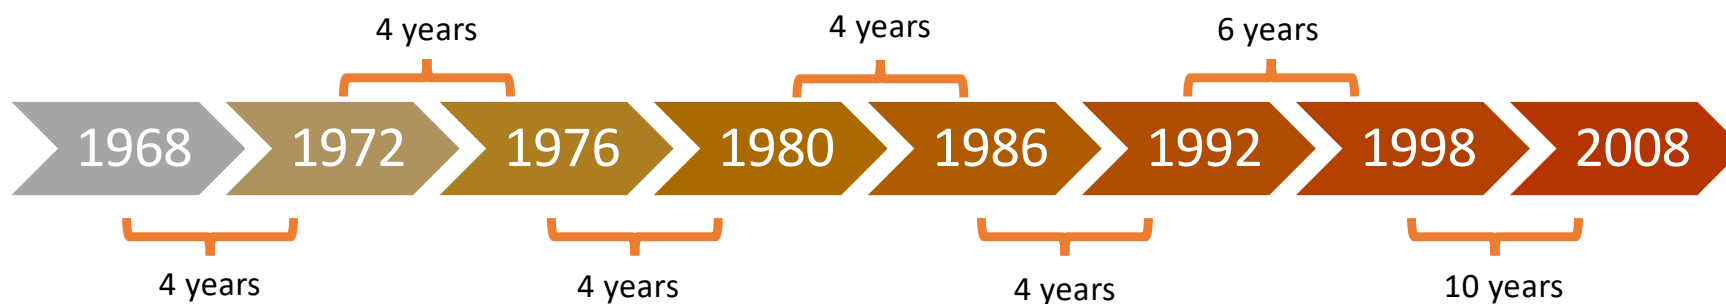 4 years 4 years 6 years
1968 1972 1976 1980 1986 1992 1998 2008
4 years 4 years 4 years 10 years